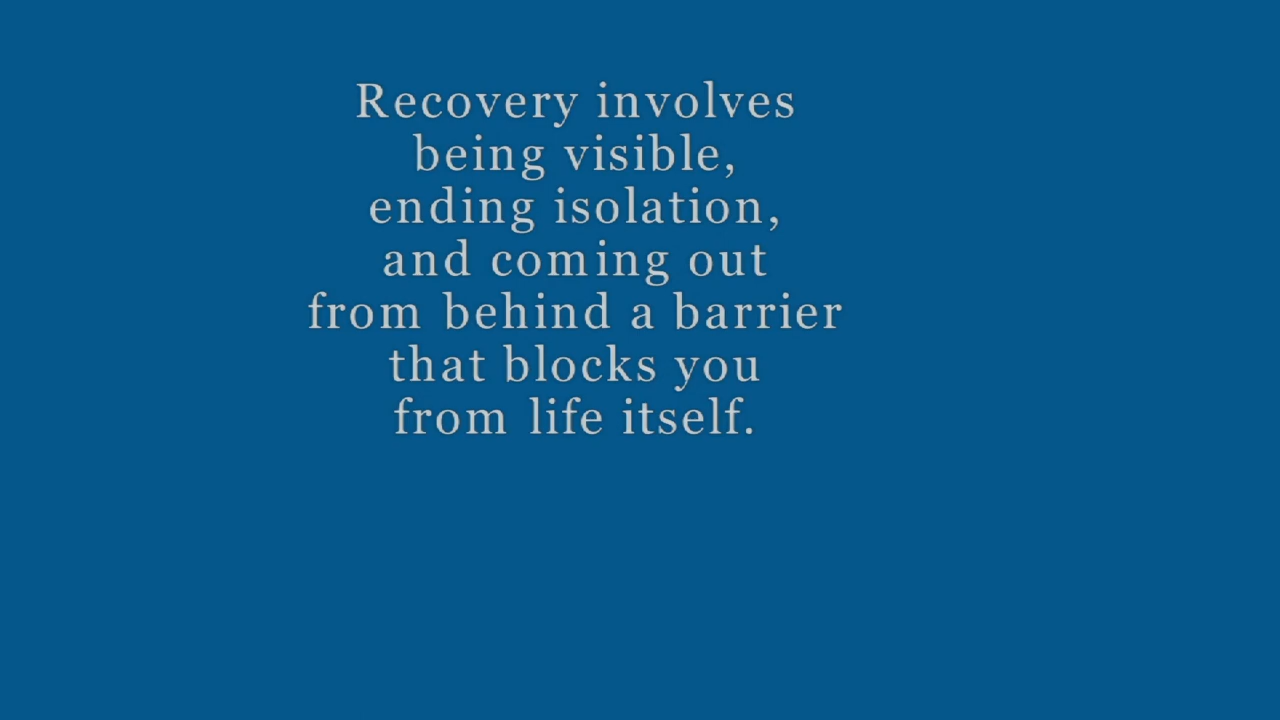 Recovery involves
being visible,
ending isolation,
and coming out
from behind a barrier
that blocks you
from life itself.